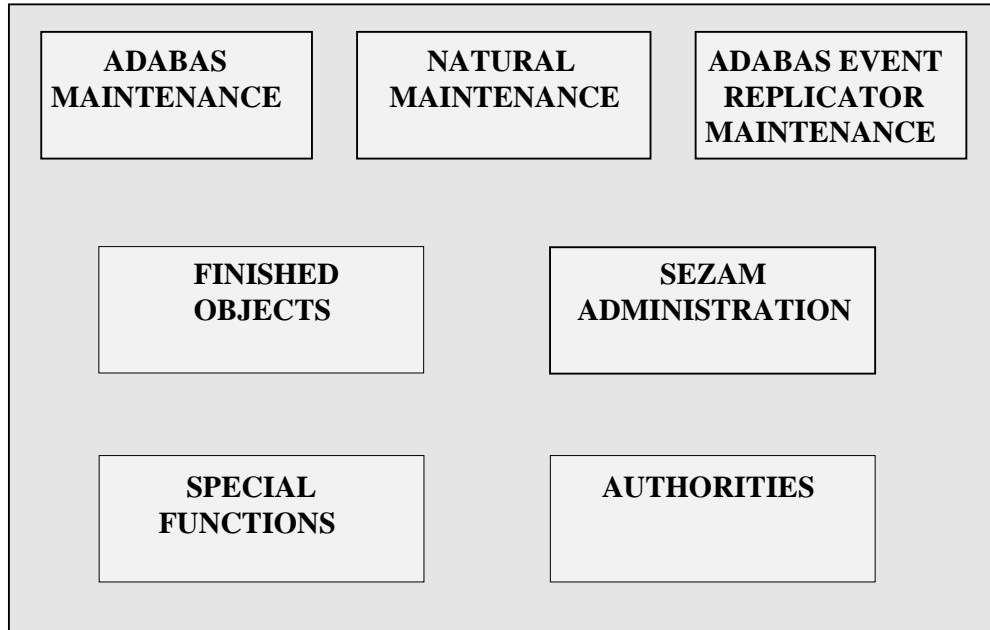 ADABAS
MAINTENANCE
NATURAL
MAINTENANCE
ADABAS EVENT
REPLICATOR
MAINTENANCE
FINISHED
OBJECTS
SEZAM
ADMINISTRATION
SPECIAL
FUNCTIONS
AUTHORITIES